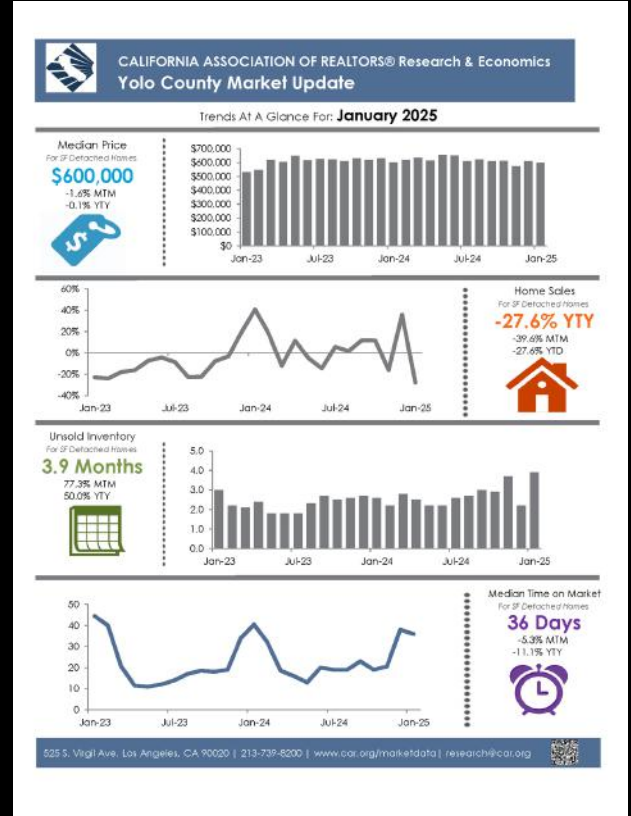 CALIFORNIA ASSOCIATION OF REALTORS® Research & Economics
Yolo County Market Update
Trends At A Glance For: January 2025
Median Price
For SF Detached Homes
$600,000
-1.6% MTM
-0.1% YTY
$
$700,000
$600,000
$500,000
$400,000
$300,000
$200,000
$100,000
$0
Jan-23 Jul-23 Jan-24 Jul-24 Jan-25
60%
40%
20%
0%
-20%
-40%
Jan-23 Jul-23 Jan-24 Jul-24 Jan-25
Home Sales
For SF Detached Homes
-27.6% YTY
-39.6% MTM
-27.6% YTD
Unsold Inventory
For SF Detached Homes
3.9 Months
77.3% MTM
50.0% YTY
5.0
4.0
3.0
2.0
1.0
0.0
Jan-23 Jul-23 Jan-24 Jul-24 Jan-25
50
40
30
20
10
0
Jan-23 Jul-23 Jan-24 Jul-24 Jan-25
Median Time on Market
For SF Detached Homes
36 Days
-5.3% MTM
-11.1% YTY
525 S. Virgil Ave. Los Angeles, CA 90020 | 213-739-8200 | www.car.org/marketdata| research@car.org